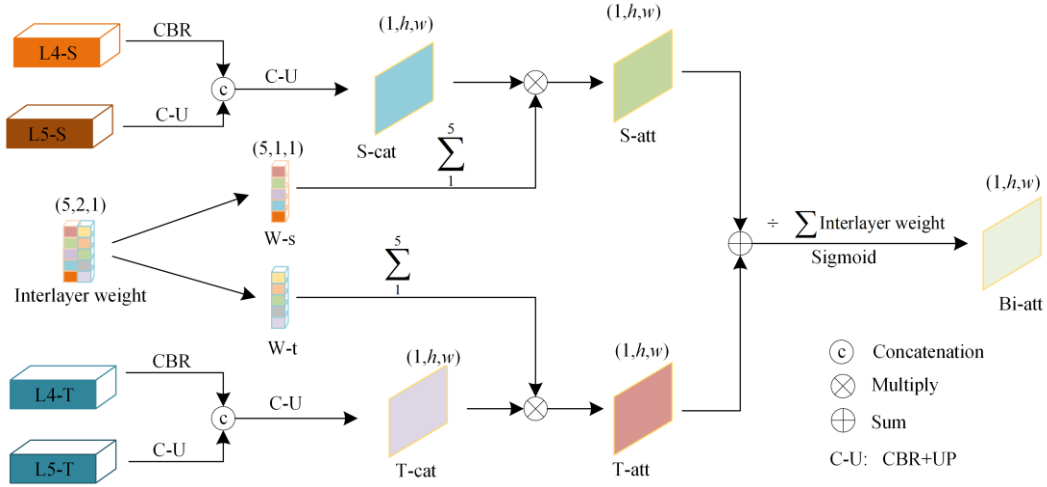 L4-S
CBR
c
C-U
(1,h,w)
S-cat
(1,h,w)
S-att
L5-S
C-U
(5,1,1)
W-s
5
∑
1
(5,2,1)
Interlayer weight
W-t
5
∑
1
÷ ∑ Interlayer weight
Sigmoid
(1,h,w)
Bi-att
L4-T
CBR
c
C-U
(1,h,w)
T-cat
(1,h,w)
T-att
L5-T
C-U
c Concatenation
Multiply
Sum
C-U: CBR+UP